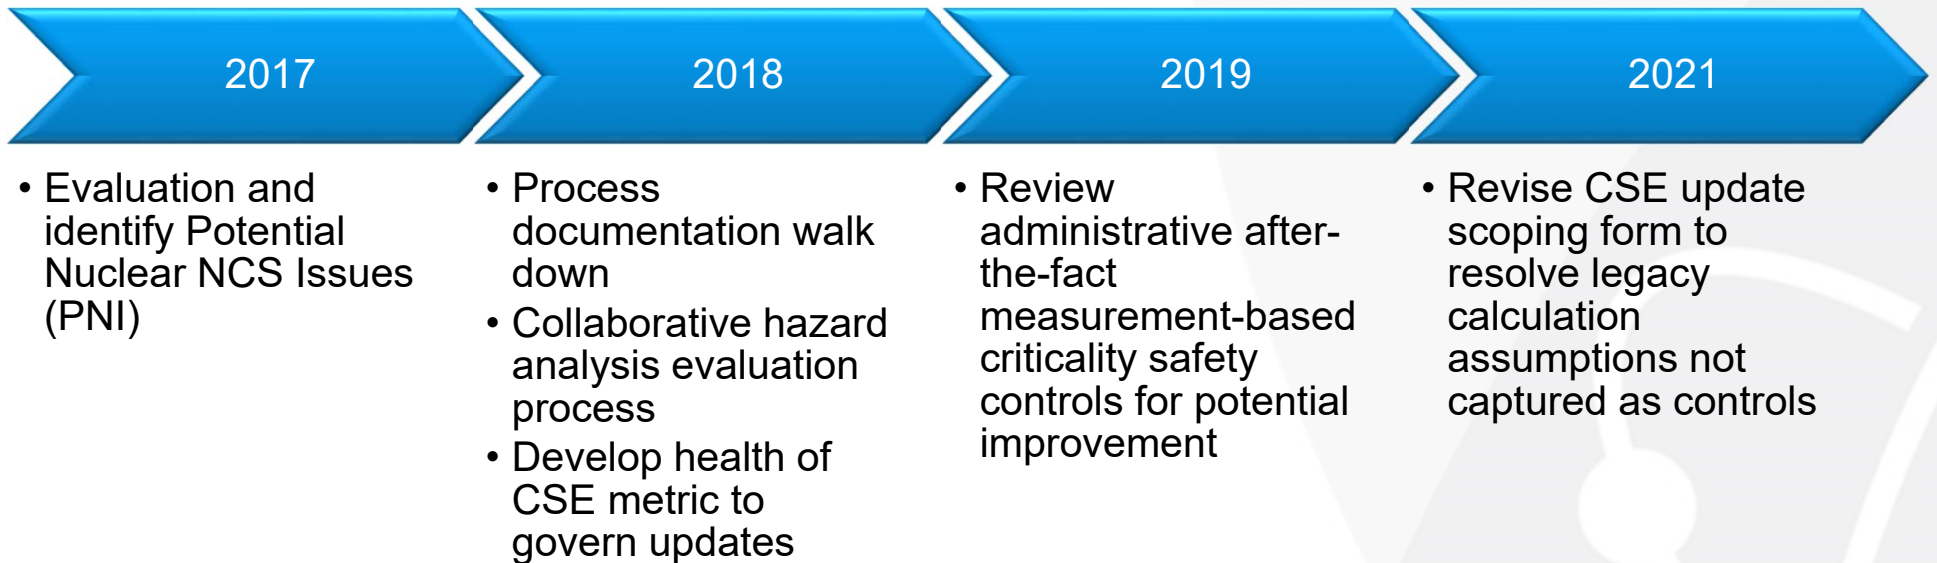 2017
• Evaluation and
identify Potential
Nuclear NCS Issues
(PNI)
2018
• Process
documentation walk
down
• Collaborative hazard
analysis evaluation
process
• Develop health of
CSE metric to
govern updates
2019
• Review
administrative after-
the-fact
measurement-based
criticality safety
controls for potential
improvement
2021
• Revise CSE update
scoping form to
resolve legacy
calculation
assumptions not
captured as controls